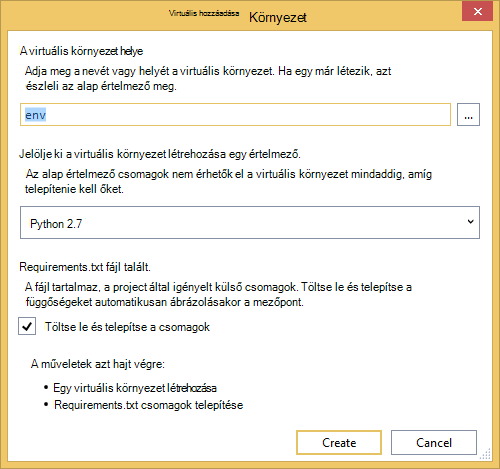 Virtuális hozzáadása Környezet
A virtuális környezet helye
Adja meg a nevét vagy helyét a virtuális környezet. Ha egy már létezik, azt
észleli az alap értelmező meg.
env
...
Jelölje ki a virtuális környezet létrehozása egy értelmező.
Az alap értelmező csomagok nem érhetők el a virtuális környezet mindaddig, amíg
telepítenie kell őket.
Python 2.7
Requirements.txt fájl talált.
A fájl tartalmaz, a project által igényelt külső csomagok. Töltse le és telepítse a
függőségeket automatikusan ábrázolásakor a mezőpont.
Töltse le és telepítse a csomagok
A műveletek azt hajt végre:
• Egy virtuális környezet létrehozása
• Requirements.txt csomagok telepítése
Create
Cancel